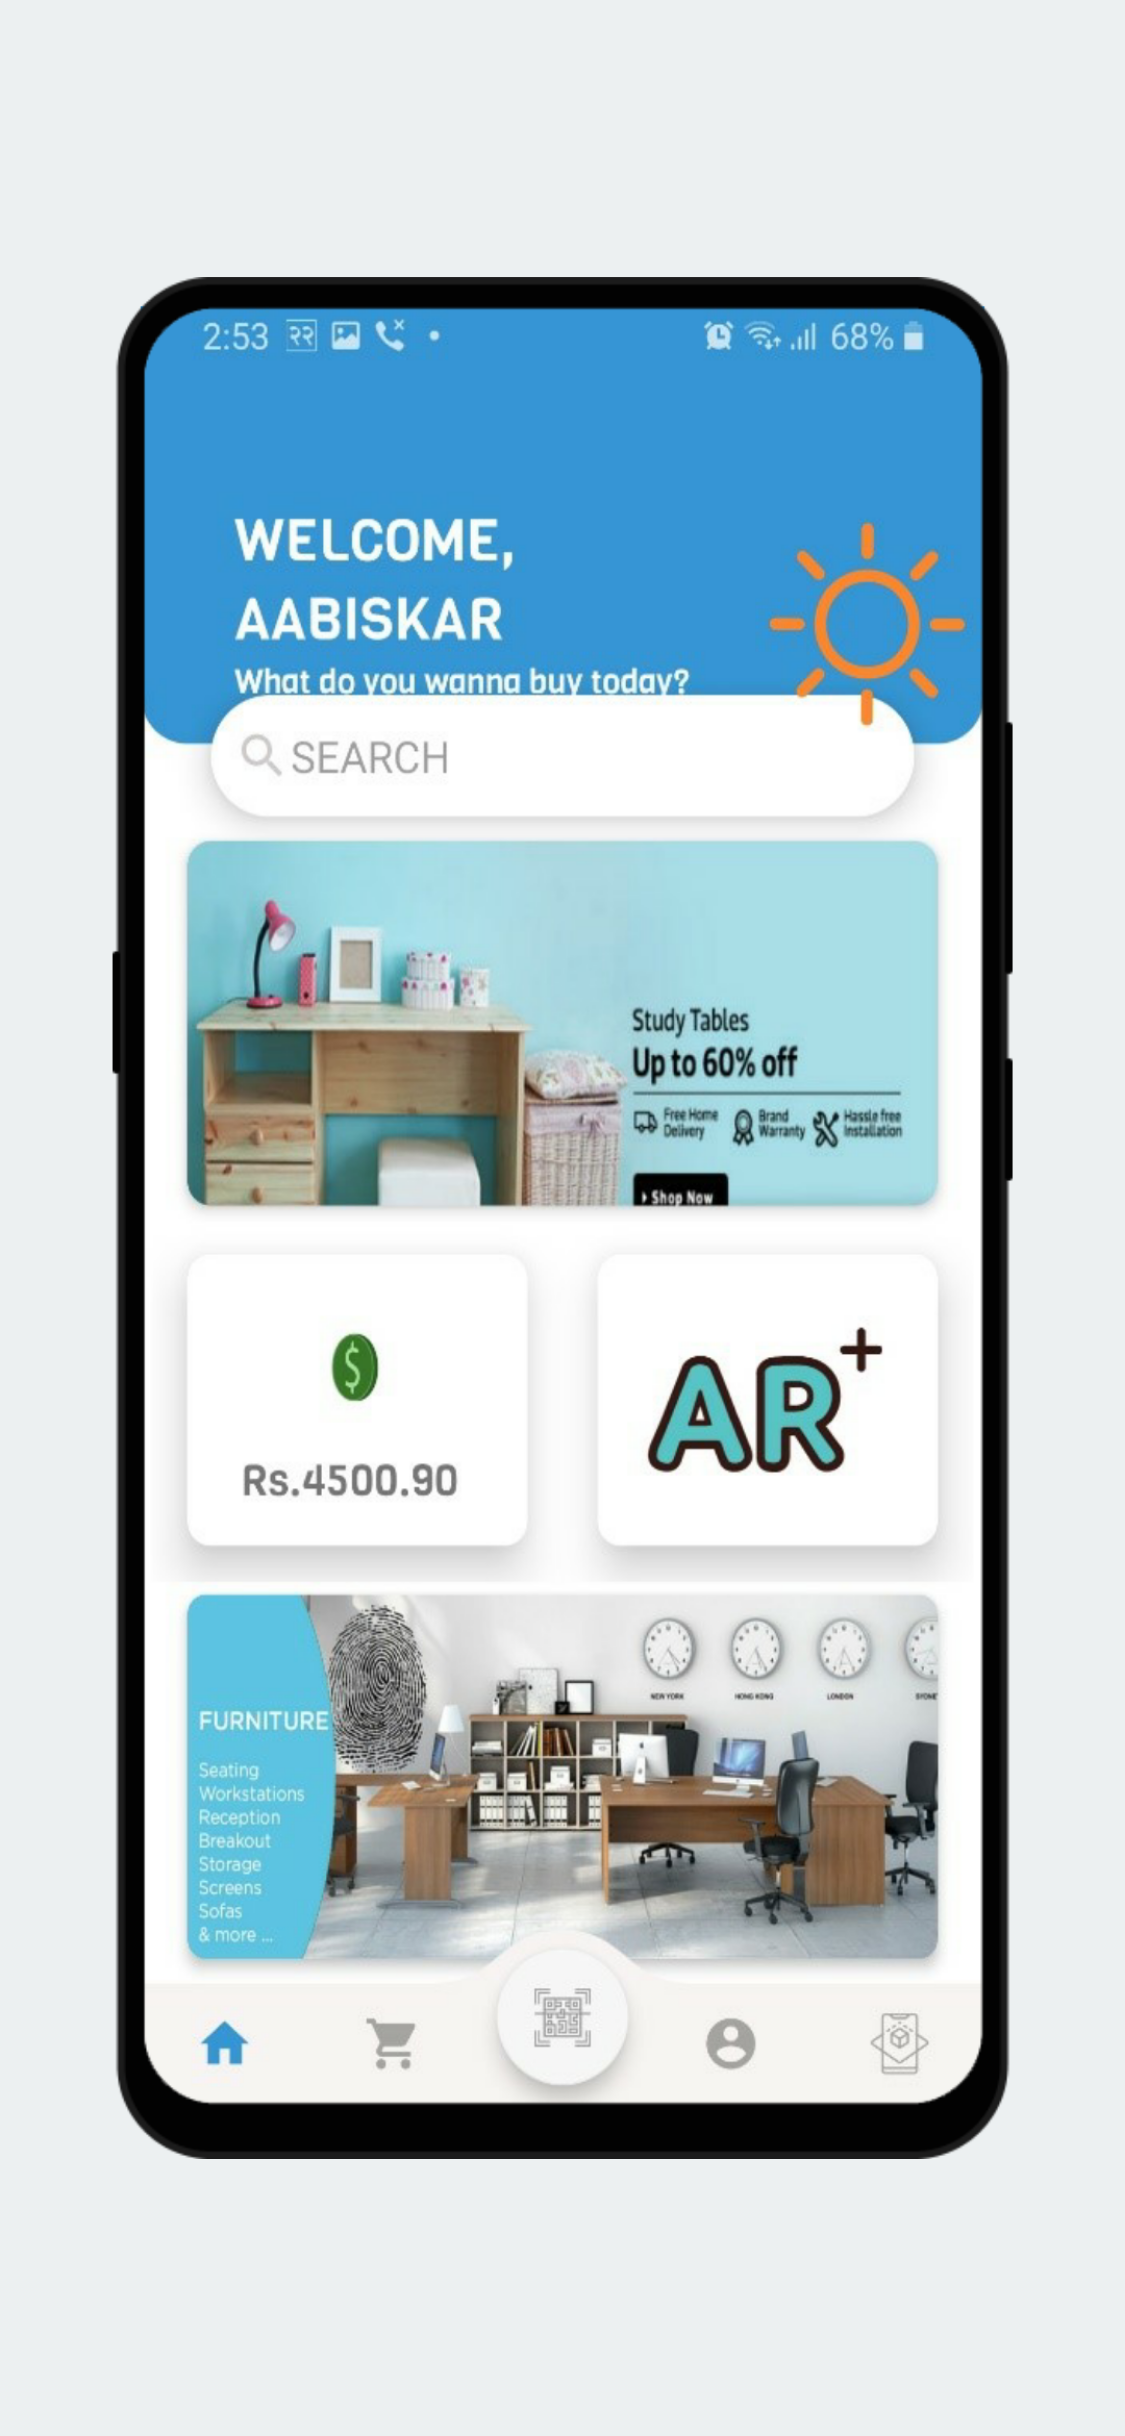 2:53 २२ 68%
WELCOME,
AABISKAR
What do you wanna buy today?
SEARCH
Study Tables
Up to 60% off
Free Home
Delivery
Brand
Warranty
Hassle free
Installation
Shop Now
$
Rs.4500.90
AR+
NEW YORK
HONG KONG
LONDON
SYDNE
FURNITURE
Seating
Workstations
Reception
Breakout
Storage
Screens
Sofas
& more ...